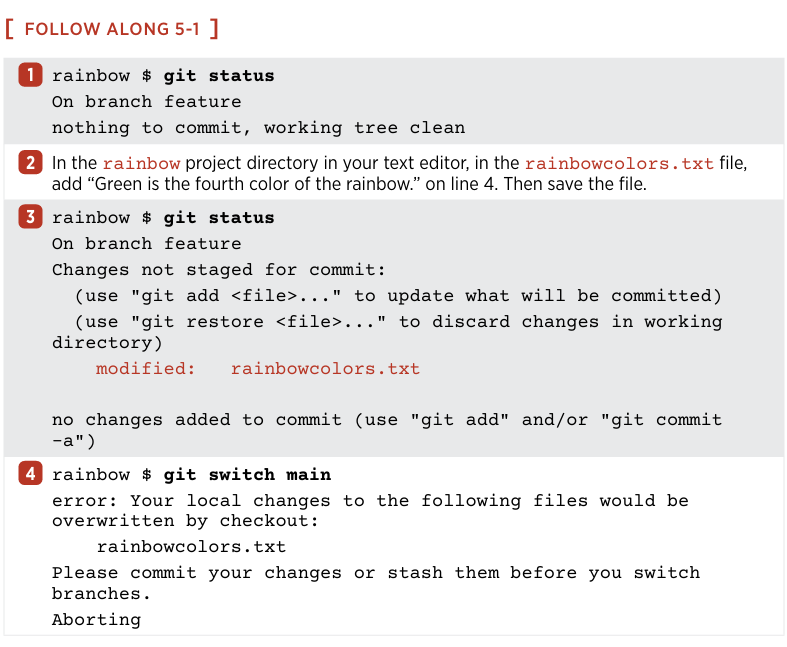 [ FOLLOW ALONG 5-1 ]
1 rainbow $ git status
On branch feature
nothing to commit, working tree clean
2 In the rainbow project directory in your text editor, in the rainbowcolors.txt file,
add “Green is the fourth color of the rainbow.” on line 4. Then save the file.
3 rainbow $ git status
On branch feature
Changes not staged for commit:
(use "git add <file>..." to update what will be committed)
(use "git restore <file>..." to discard changes in working
directory)
modified: rainbowcolors.txt
no changes added to commit (use "git add" and/or "git commit
-a")
4 rainbow $ git switch main
error: Your local changes to the following files would be
overwritten by checkout:
rainbowcolors.txt
Please commit your changes or stash them before you switch
branches.
Aborting